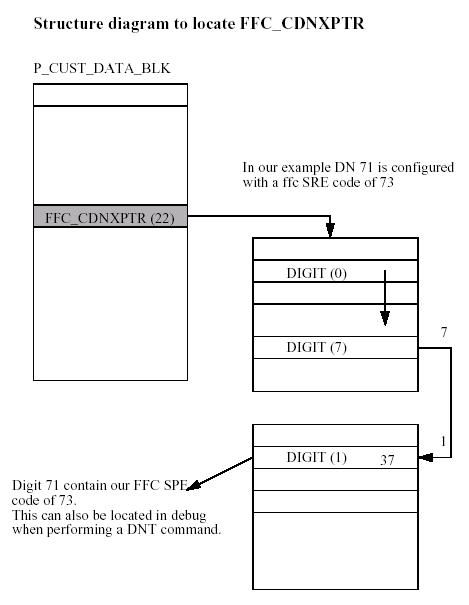 Structure diagram to locate FFC_CDNXPTR
P_CUST_DATA_BLK
In our example DN 71 is configured
with a ffc SRE code of 73
FFC_CDNXPTR (22)
DIGIT (0)
7
DIGIT (7)
1
DIGIT (1) 37
Digit 71 contain our FFC SPE
code of 73.
This can also be located in debug
when performing a DNT command.